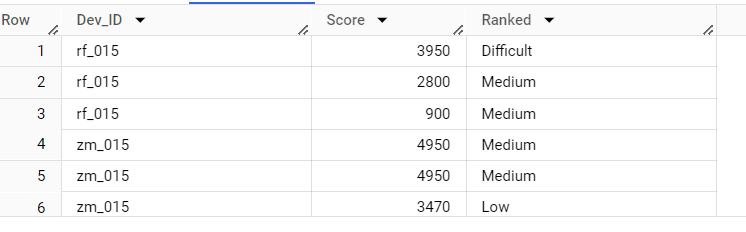 Row Dev_ID Score Ranked
1 rf_015 3950 Difficult
2 rf_015 2800 Medium
3 rf_015 900 Medium
4 zm_015 4950 Medium
5 zm_015 4950 Medium
6 zm_015 3470 Low